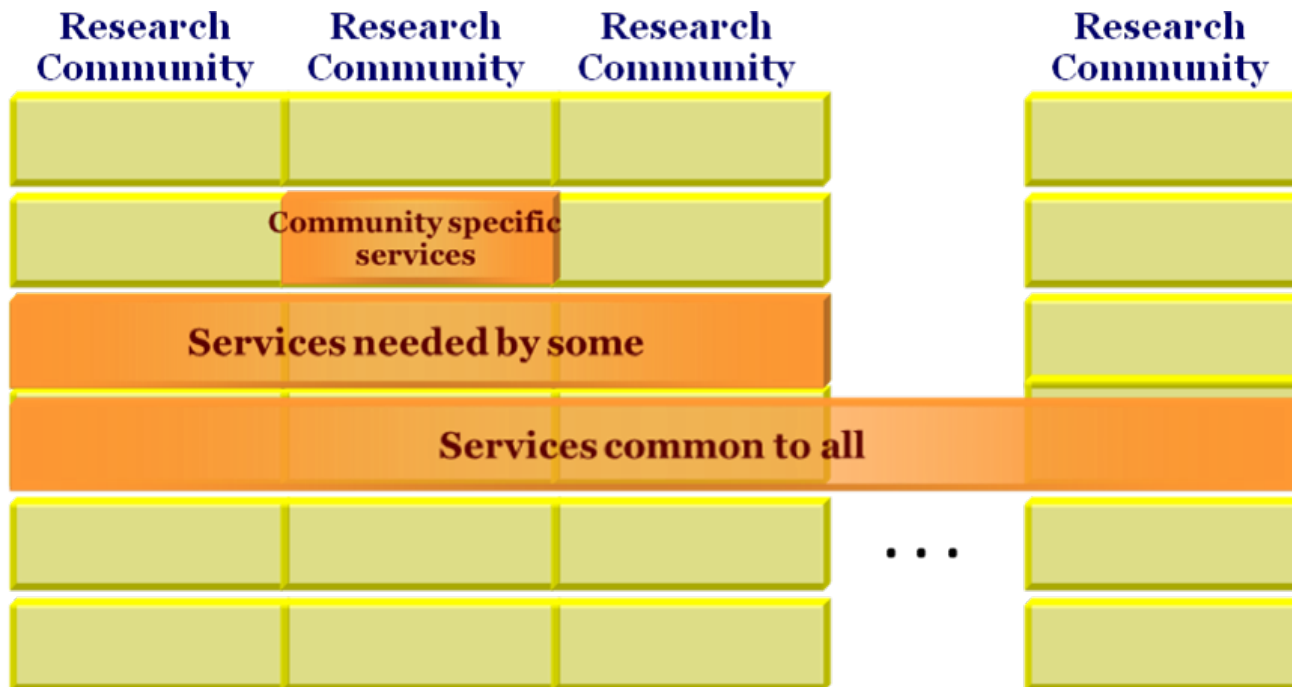 Research
Community
Research
Community
Research
Community
Research
Community
Community specific
services
Services needed by some
Services common to all
. . .